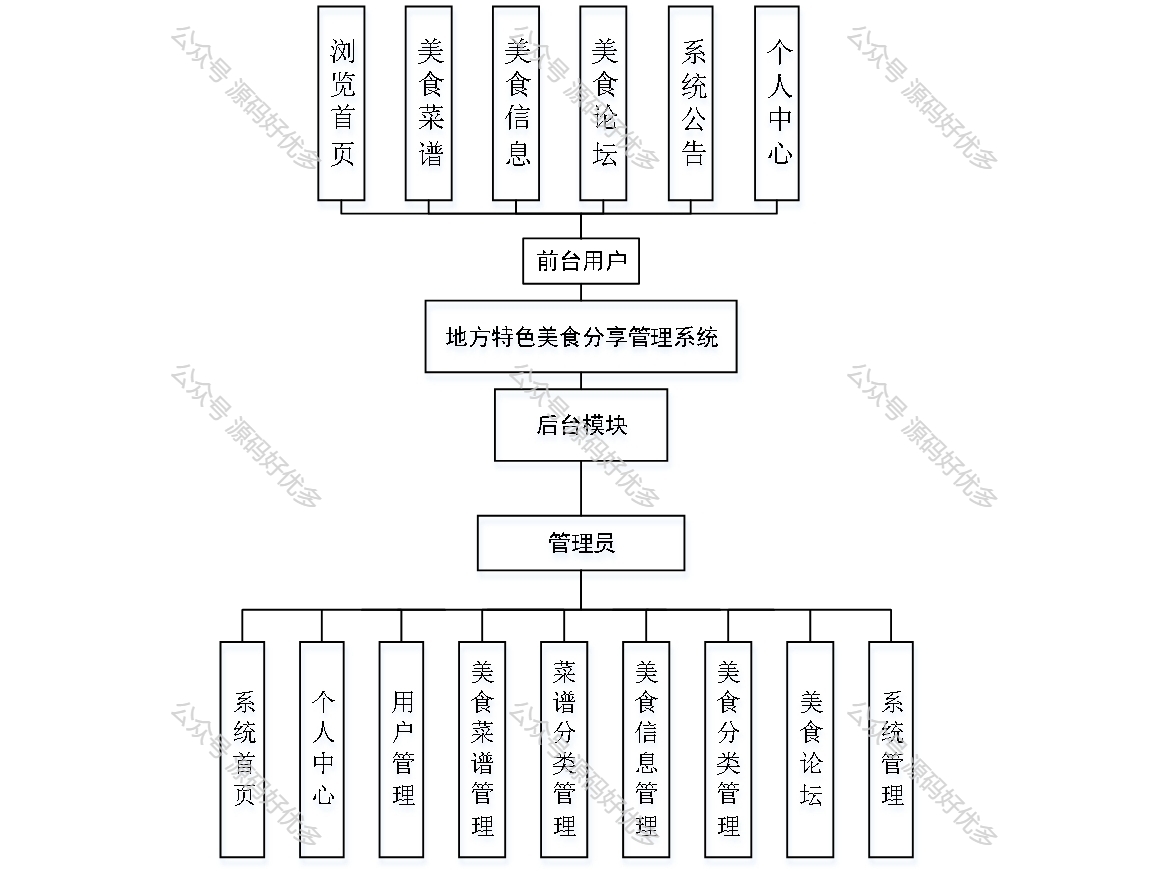 浏览首页
美食菜谱
美食信息
美食论坛
系统公告
个人中心
前台用户
地方特色美食分享管理系统
后台模块
管理员
系统首页
个人中心
用户管理
美食菜谱管理
菜谱分类管理
美食信息管理
美食分类管理
美食论坛
系统管理
公众号 源码好优多
公众号 源码好优多
公众号 源码好优多
公众号 源码好优多
公众号 源码好优多
公众号 源码好优多
公众号 源码好优多
公众号 源码好优多
公众号 源码好优多